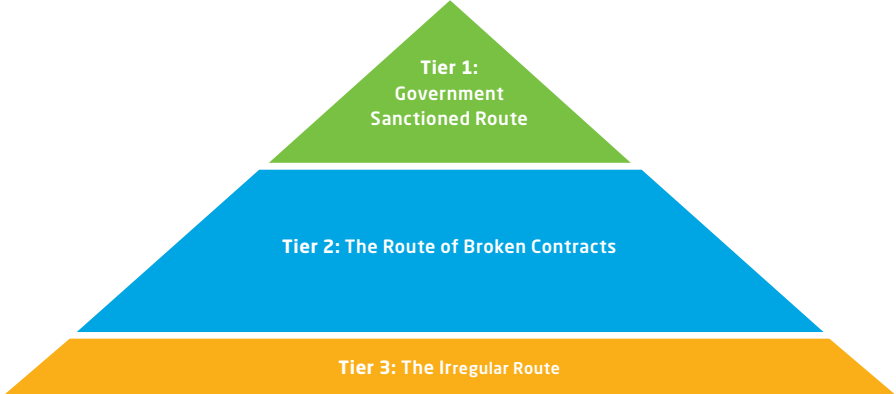 Tier 1:
Government
Sanctioned Route
Tier 2: The Route of Broken Contracts
Tier 3: The Irregular Route